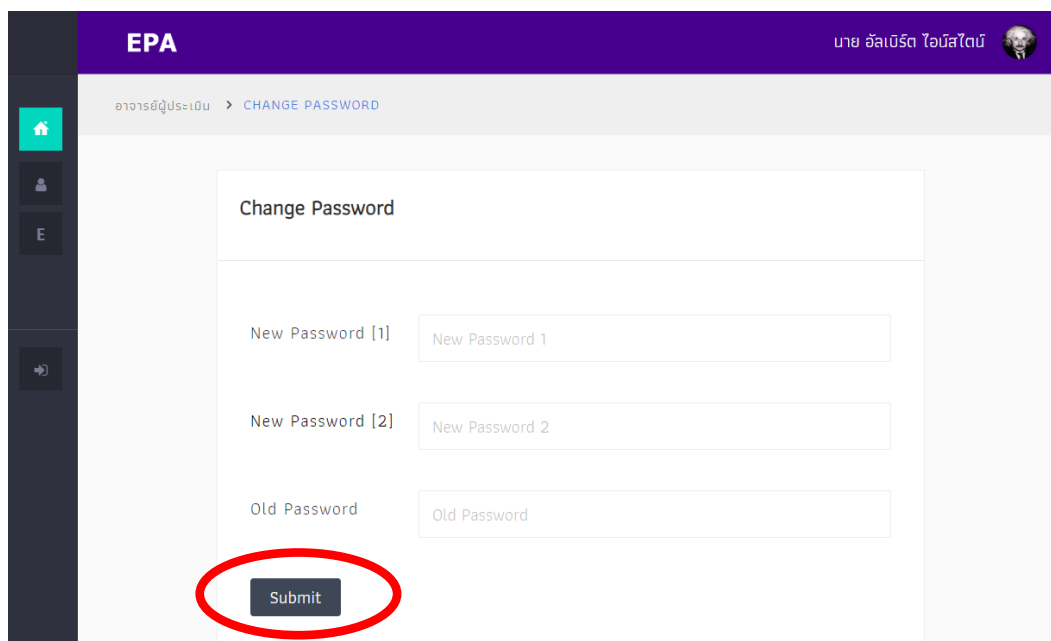 EPA
นาย อัลเบิร์ต ไอน์สไตน์
อาจารย์ผู้ประเมิน > CHANGE PASSWORD
E
Change Password
New Password [1]
New Password 1
New Password [2]
New Password 2
Old Password
Old Password
Submit